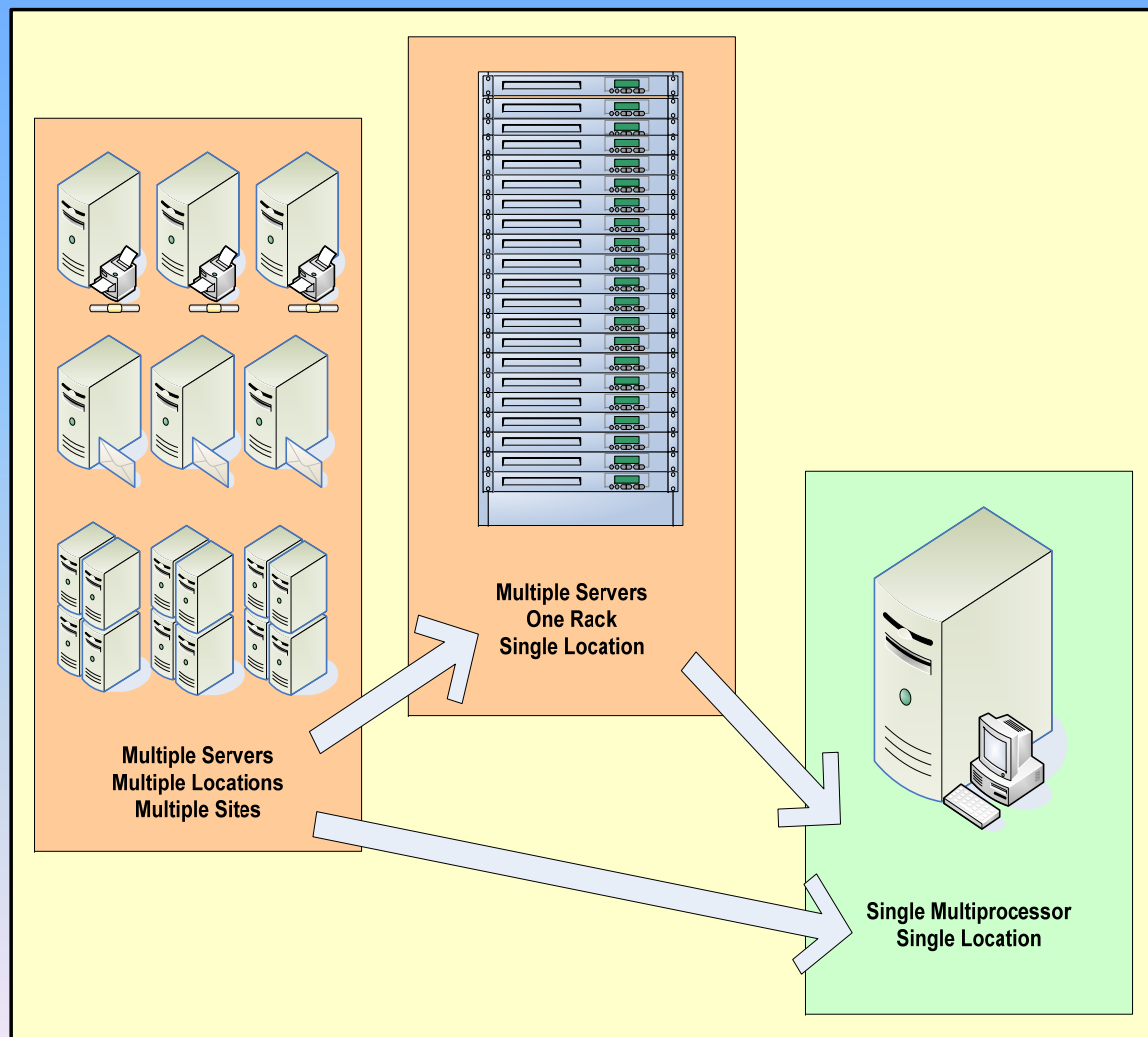 Multiple Servers
Multiple Locations
Multiple Sites
Multiple Servers
One Rack
Single Location
Single Multiprocessor
Single Location